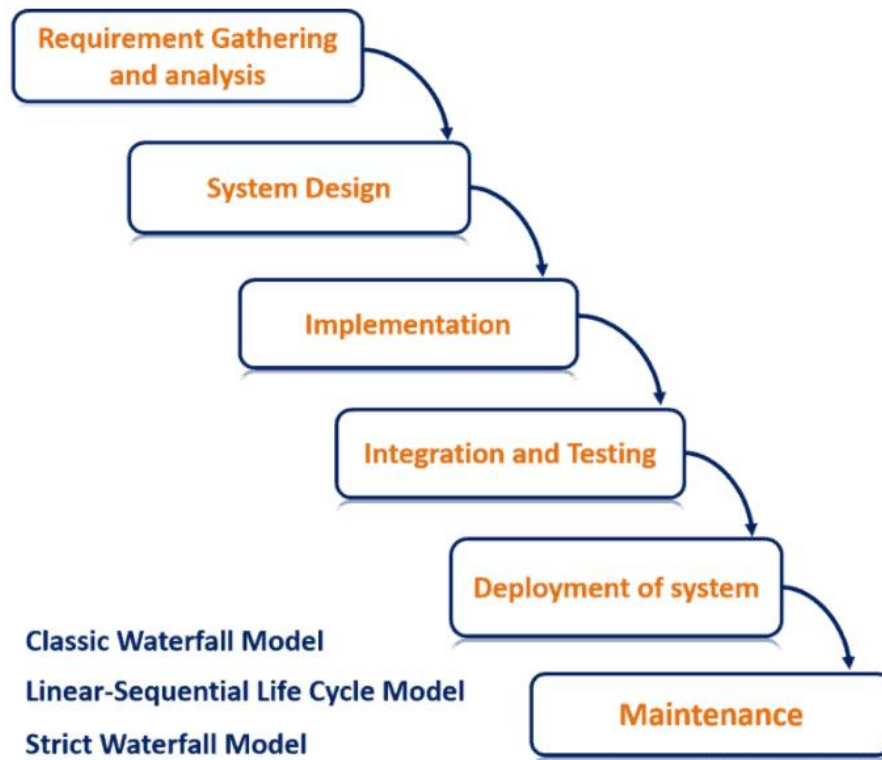 Requirement Gathering
and analysis
System Design
Implementation
Integration and Testing
Deployment of system
Classic Waterfall Model
Linear-Sequential Life Cycle Model
Strict Waterfall Model
Maintenance